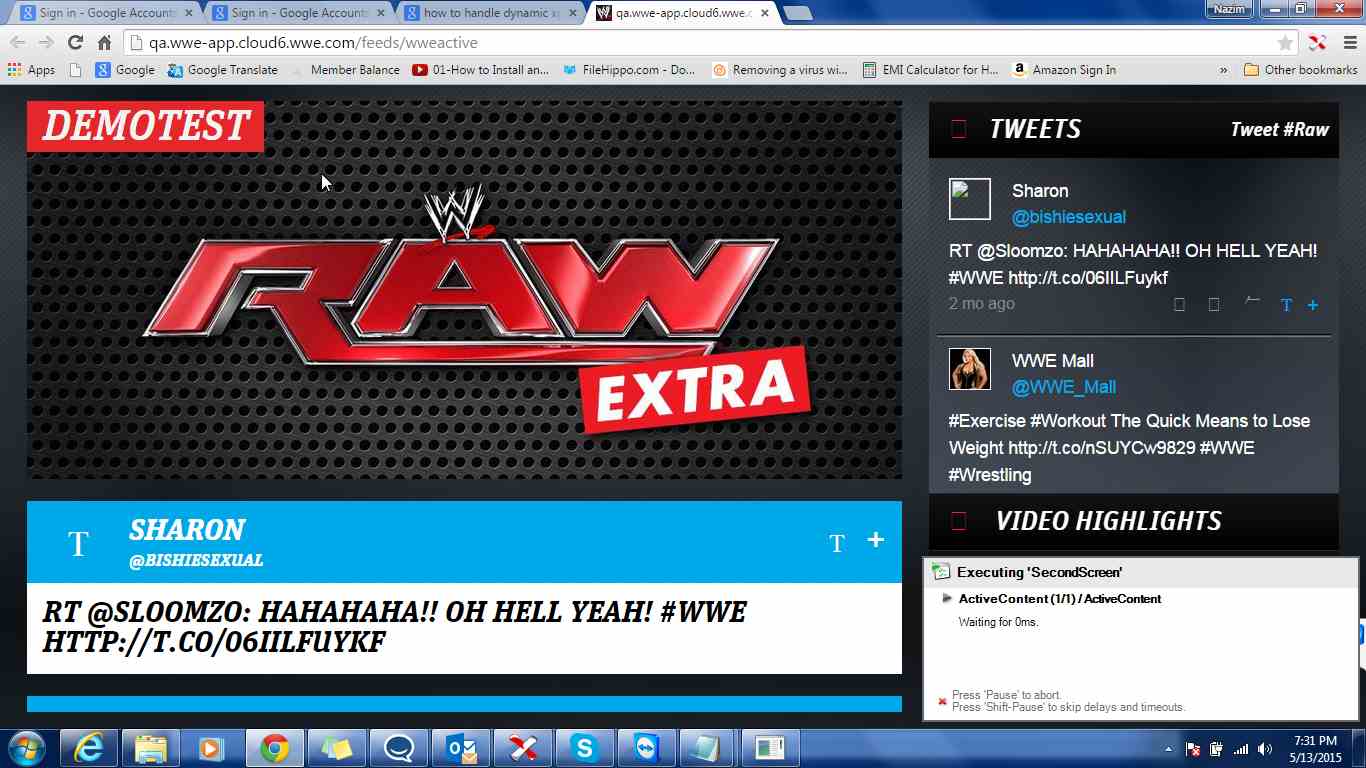 Sign in - Google Accounts
Sign in - Google Accounts
how to handle dynamic x
qa.wwe-app.cloud6.wwe.c
Nazim
qa.wwe-app.cloud6.wwe.com/feeds/wweactive
Apps
Google
Google Translate
Member Balance
01-How to Install an...
FileHippo.com - Do...
Removing a virus wi...
EMI Calculator for H...
Amazon Sign In
»
Other bookmarks
DEMOTEST
W
RAW
EXTRA
TWEETS
Tweet #Raw
Sharon
@bishiesexual
RT @Sloomzo: HAHAHAHA!! OH HELL YEAH!
#WWE http://t.co/06IILFuykf
2 mo ago
T +
WWE Mall
@WWE_Mall
#Exercise #Workout The Quick Means to Lose
Weight http://t.co/nSUYCw9829 #WWE
#Wrestling
VIDEO HIGHLIGHTS
T
SHARON
@BISHIESEXUAL
T +
RT @SLOOMZO: HAHAHAHA!! OH HELL YEAH! #WWE
HTTP://T.CO/06IILFUYKF
Executing 'SecondScreen'
ActiveContent (1/1) / ActiveContent
Waiting for 0ms.
Press 'Pause' to abort.
Press 'Shift-Pause' to skip delays and timeouts.
7:31 PM
5/13/2015